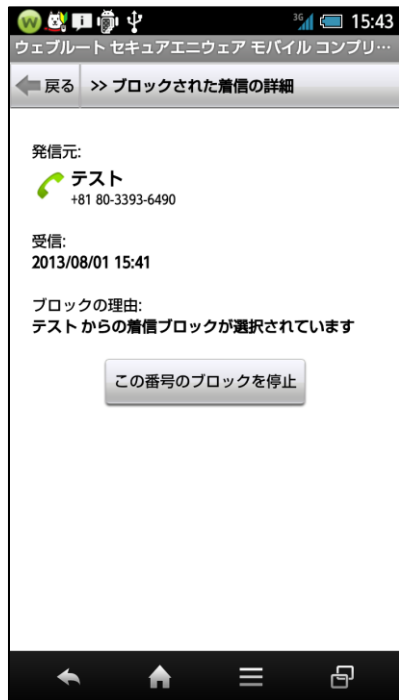 3G 15:43
ウェブルート セキュアエニウェア モバイル コンプリ…
戻る >> ブロックされた着信の詳細
発信元:
テスト
+81 80-3393-6490
受信:
2013/08/01 15:41
ブロックの理由:
テスト からの着信ブロックが選択されています
この番号のブロックを停止